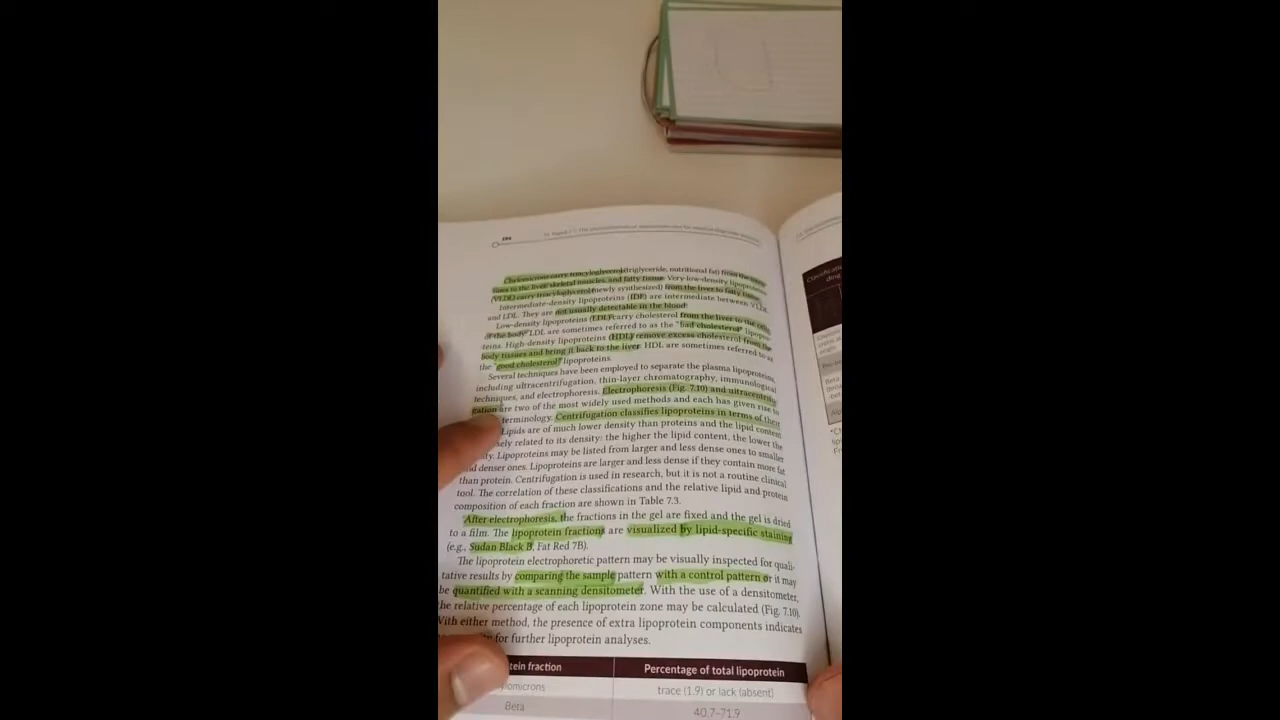 194
Chylomicrons carry triacylglycerol (triglyceride, nutritional fat) from the
tines to the liver, skeletal muscles, and fatty tissue. Very-low-density lipoproteins
(VLDL) carry triacylglycerol (newly synthesized) from the liver to fatty tissue.
Intermediate-density lipoproteins (IDL) are intermediate between VLDL
and LDL. They are not usually detectable in the blood.
Low-density lipoproteins (LDL) carry cholesterol from the liver to the cells
of the body. LDL are sometimes referred to as the "bad cholesterol" lipopro-
teins. High-density lipoproteins (HDL) remove excess cholesterol from the
body tissues and bring it back to the liver. HDL are sometimes referred to as
the "good cholesterol" lipoproteins.
Several techniques have been employed to separate the plasma lipoproteins,
including ultracentrifugation, thin-layer chromatography, immunological
techniques, and electrophoresis. Electrophoresis (Fig. 7.10) and ultracentrifu-
gation are two of the most widely used methods and each has given rise to
terminology. Centrifugation classifies lipoproteins in terms of their
Lipids are of much lower density than proteins and the lipid content
sely related to its density: the higher the lipid content, the lower the
ity. Lipoproteins may be listed from larger and less dense ones to smaller
nd denser ones. Lipoproteins are larger and less dense if they contain more fat
than protein. Centrifugation is used in research, but it is not a routine clinical
tool. The correlation of these classifications and the relative lipid and protein
composition of each fraction are shown in Table 7.3.
After electrophoresis, the fractions in the gel are fixed and the gel is dried
to a film. The lipoprotein fractions are visualized by lipid-specific staining
(e.g., Sudan Black B, Fat Red 7B).
The lipoprotein electrophoretic pattern may be visually inspected for quali-
tative results by comparing the sample pattern with a control pattern or it may
be quantified with a scanning densitometer. With the use of a densitometer,
the relative percentage of each lipoprotein zone may be calculated (Fig. 7.10).
With either method, the presence of extra lipoprotein components indicates
for further lipoprotein analyses.
tein fraction Percentage of total lipoprotein
ylomicrons trace (1.9) or lack (absent)
Beta 40.7–71.9